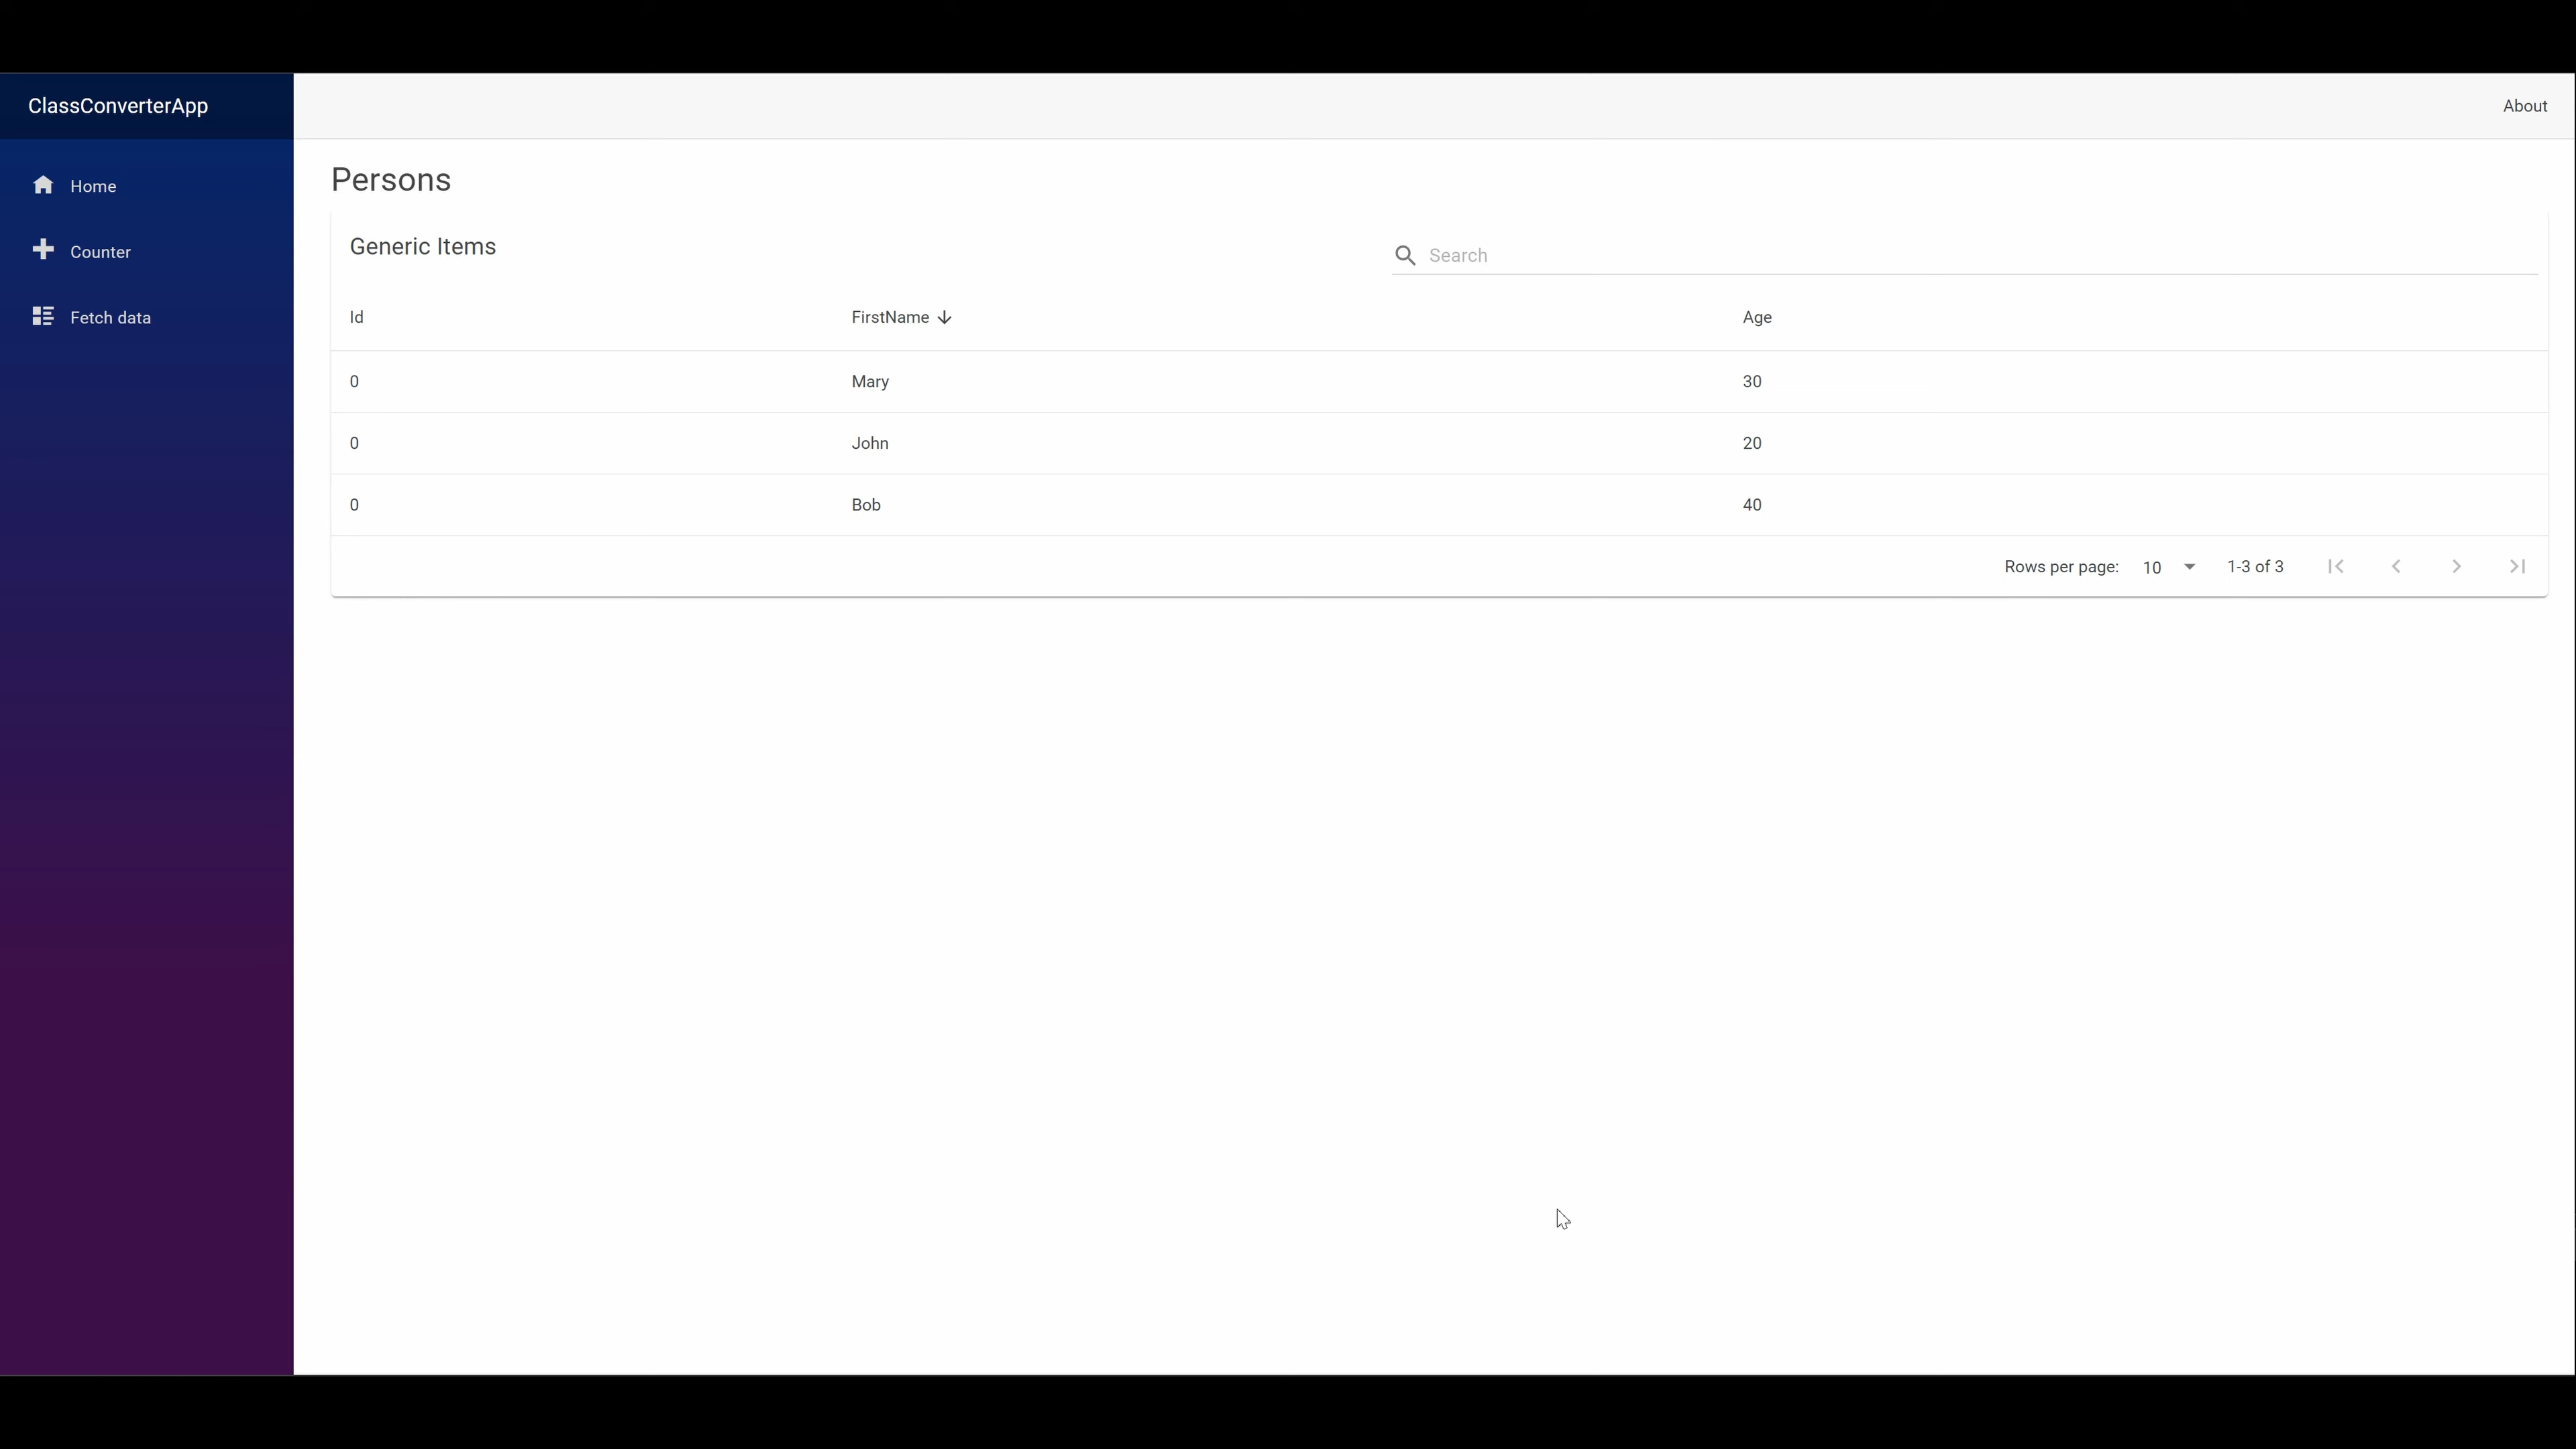 ClassConverterApp
About
Home
Counter
Fetch data
Persons
Generic Items
Search
Id FirstName Age
0 Mary 30
0 John 20
0 Bob 40
Rows per page: 10 1-3 of 3